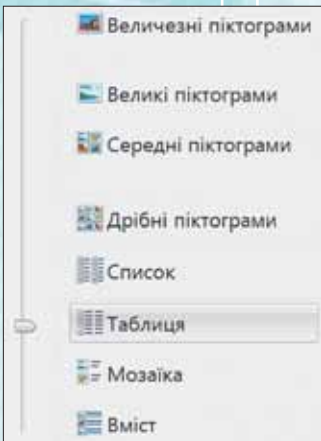 Величезні піктограми
Великі піктограми
Середні піктограми
Дрібні піктограми
Список
Таблиця
Мозаїка
Вміст